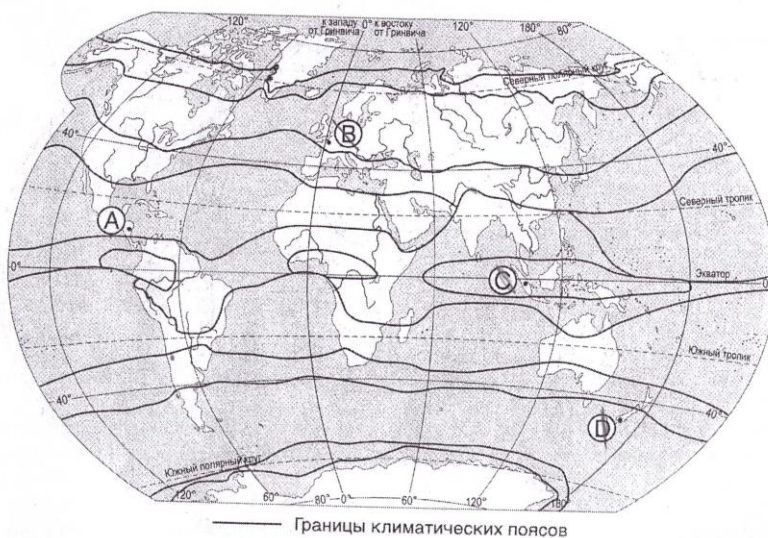 120° к западу 0° к востоку 120° 180° 80°
от Гринвича от Гринвича
Северный полярный круг
B
40° 40°
Северный тропик
A
0° C Экватор 0°
Южный тропик
40° 40°
D
Южный полярный круг
120° 60° 80° 0° 60° 120° 180°
Границы климатических поясов